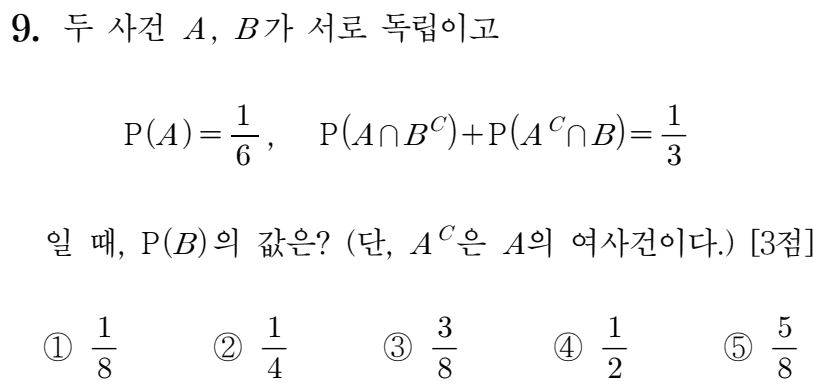 9. 두 사건 A, B가 서로 독립이고
P(A)=1/6, P(A∩B^C)+P(A^C∩B)=1/3
일 때, P(B)의 값은? (단, A^C은 A의 여사건이다.) [3점]
① 1/8 ② 1/4 ③ 3/8 ④ 1/2 ⑤ 5/8